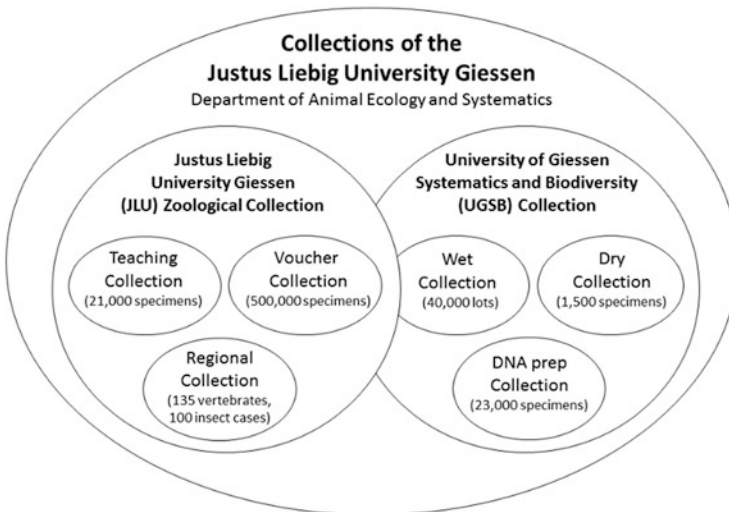 Collections of the
Justus Liebig University Giessen
Department of Animal Ecology and Systematics
Justus Liebig
University Giessen
(JLU) Zoological Collection
Teaching
Collection
(21,000 specimens)
Voucher
Collection
(500,000 specimens)
Regional
Collection
(135 vertebrates,
100 insect cases)
University of Giessen
Systematics and Biodiversity
(UGSB) Collection
Wet
Collection
(40,000 lots)
Dry
Collection
(1,500 specimens)
DNA prep
Collection
(23,000 specimens)